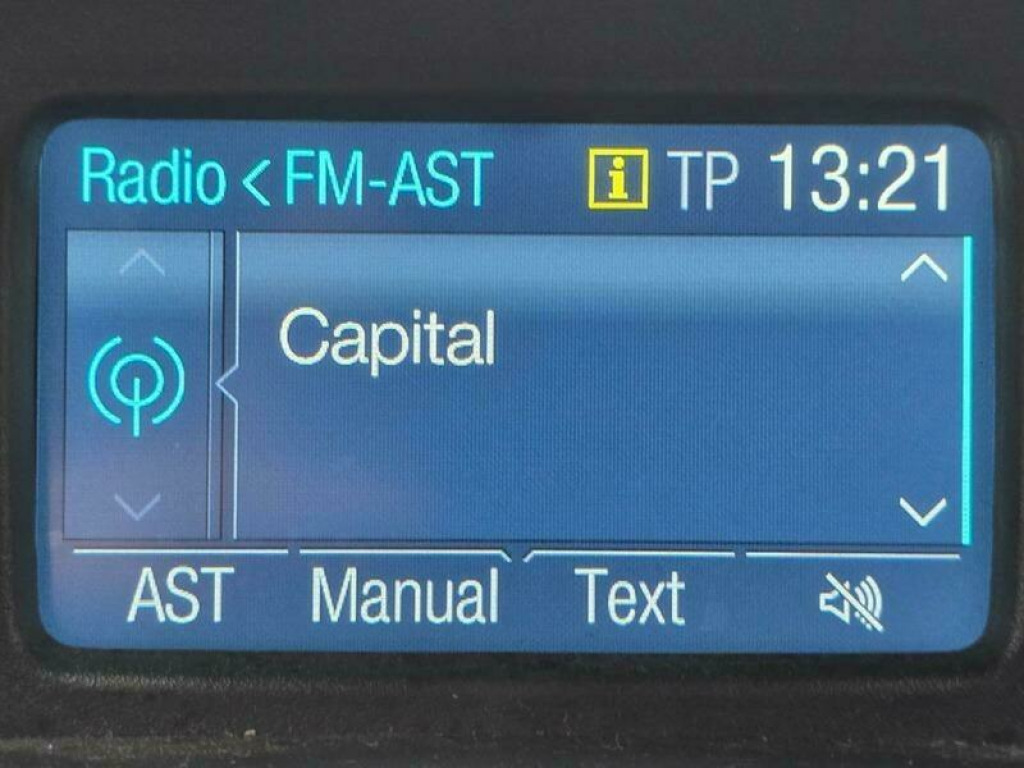 Radio < FM-AST i TP 13:21
Capital
AST Manual Text